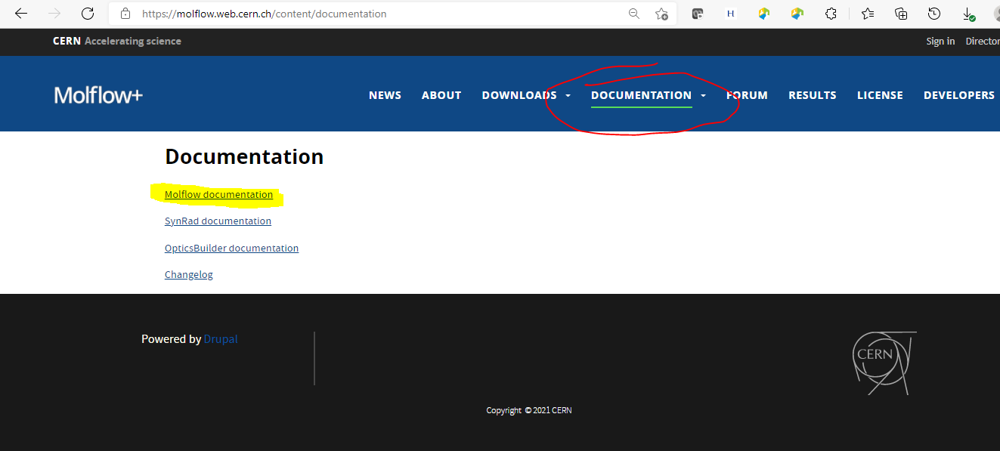 https://molflow.web.cern.ch/content/documentation
H
CERN Accelerating science
Sign in Director
Molflow+
NEWS ABOUT DOWNLOADS DOCUMENTATION FORUM RESULTS LICENSE DEVELOPERS
Documentation
Molflow documentation
SynRad documentation
OpticsBuilder documentation
Changelog
Powered by Drupal
CERN
Copyright © 2021 CERN